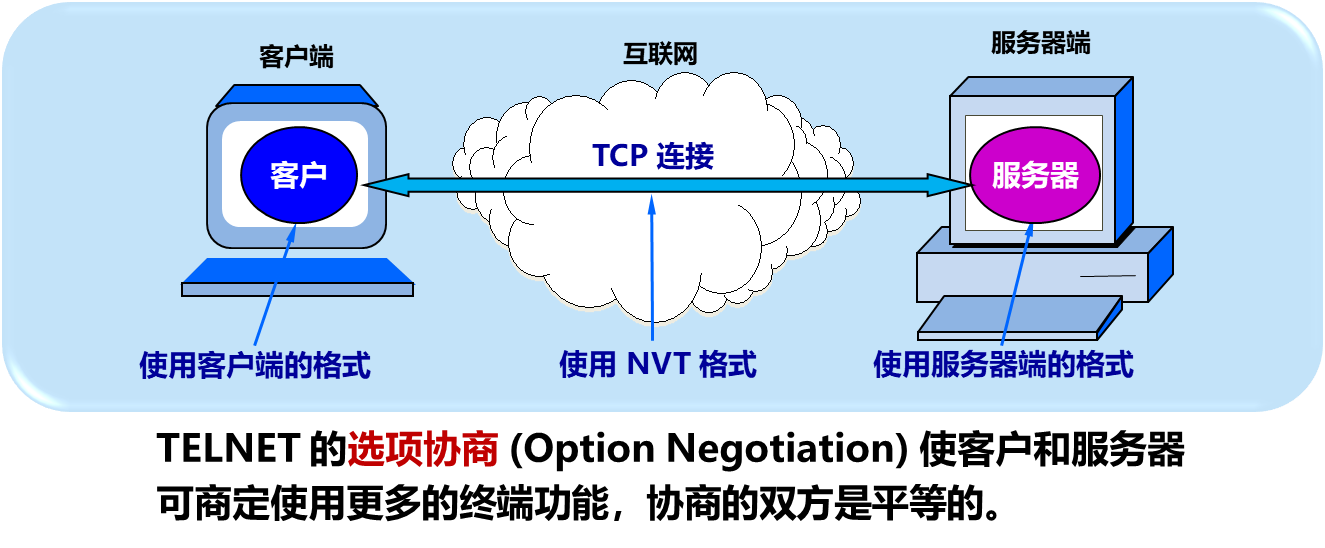 客户端
互联网
服务器端
TCP 连接
客户
服务器
使用客户端的格式
使用 NVT 格式
使用服务器端的格式
TELNET 的选项协商 (Option Negotiation) 使客户和服务器
可商定使用更多的终端功能，协商的双方是平等的。